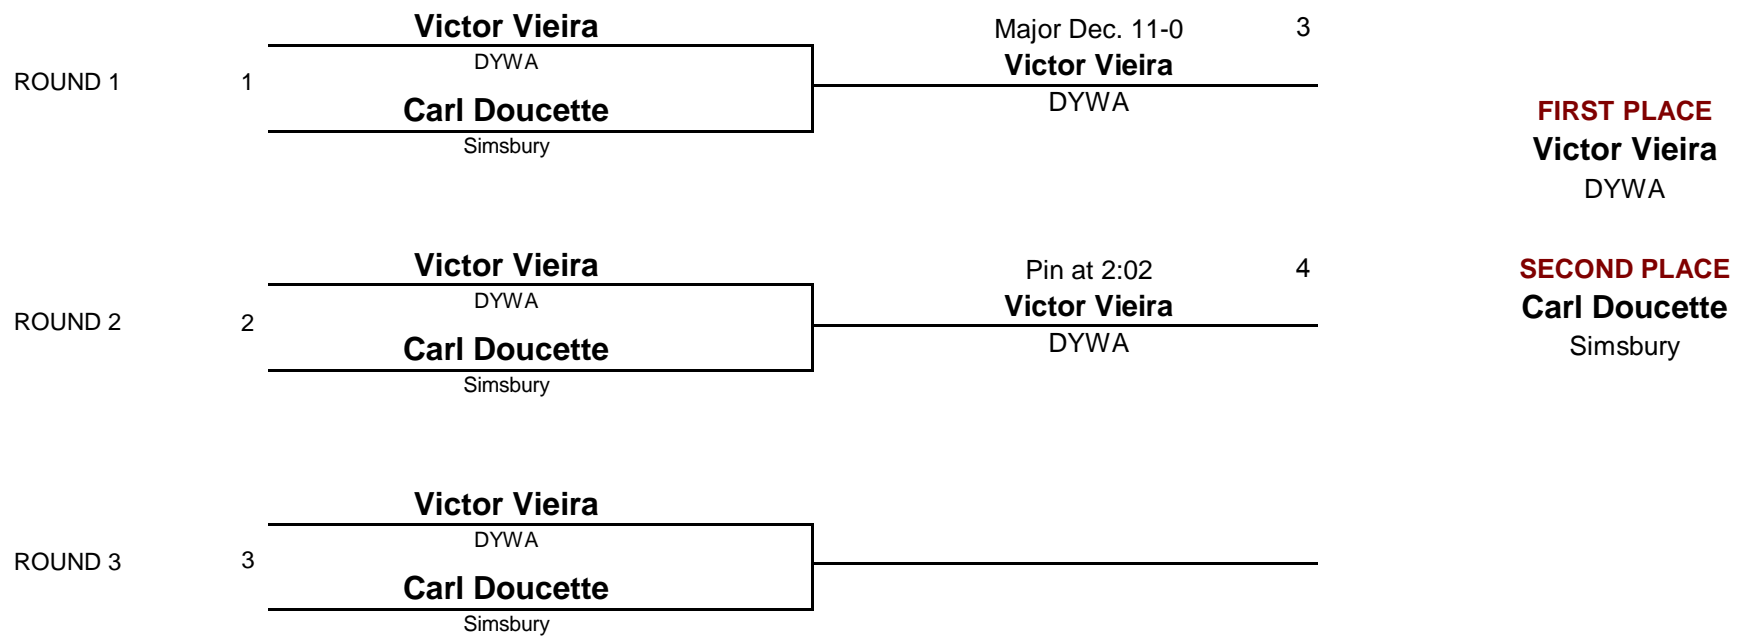 Victor Vieira
DYWA
ROUND 1
1
Carl Doucette
Simsbury
Major Dec. 11-0
3
Victor Vieira
DYWA
FIRST PLACE
Victor Vieira
DYWA
Victor Vieira
DYWA
ROUND 2
2
Carl Doucette
Simsbury
Pin at 2:02
4
Victor Vieira
DYWA
SECOND PLACE
Carl Doucette
Simsbury
Victor Vieira
DYWA
ROUND 3
3
Carl Doucette
Simsbury